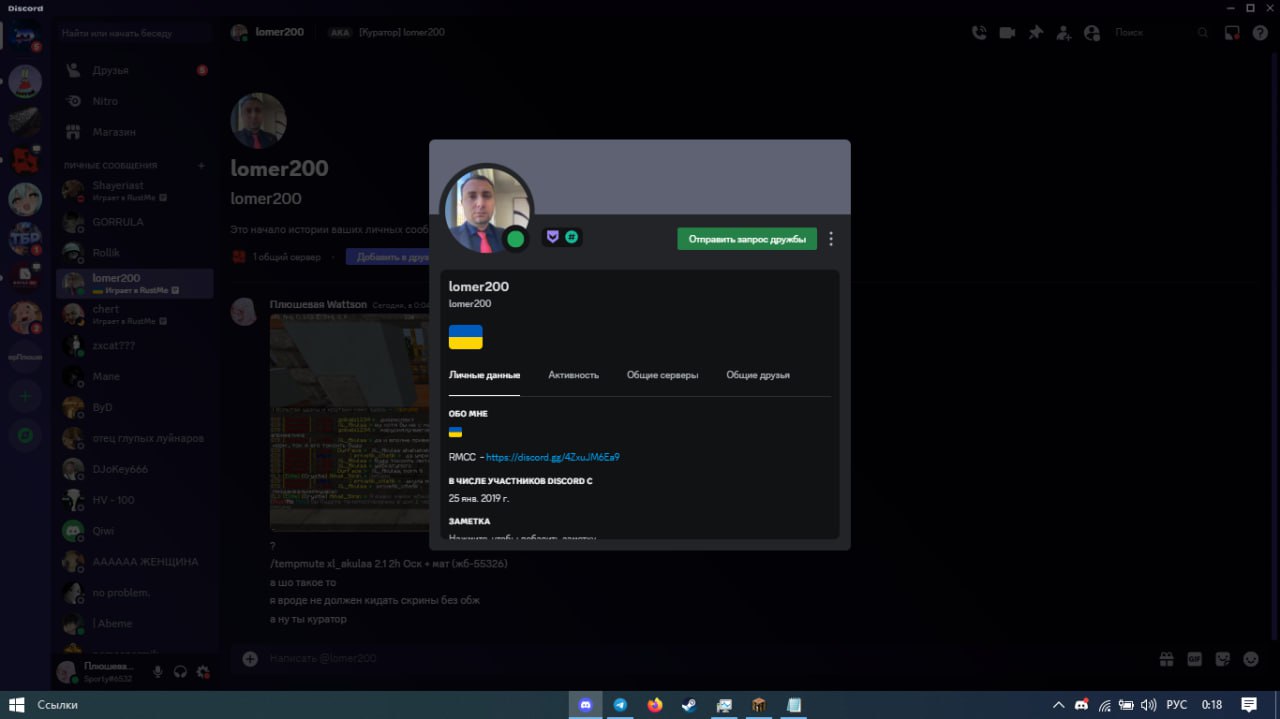 Discord
Найти или начать беседу
lomer200
AKA [Куратор] lomer200
Поиск
Друзья
5
Nitro
Магазин
ЛИЧНЫЕ СООБЩЕНИЯ
Shayeriast
Играет в RustMe
GORRULA
Rollik
lomer200
Играет в RustMe
chert
Играет в RustMe
zxcat???
Mane
ByD
отец глупых луйнаров
DJoKey666
HV - 100
Qiwi
АААААА ЖЕНЩИНА
no problem.
Abeme
Плюшева...
Sporty#6532
lomer200
lomer200
Это начало истории ваших личных сооб
1 общий сервер
Добавить в друз
Плюшевая Wattson Сегодня, в 0:04
?
/tempmute xl_akulaa 2.1 2h Оск + мат (жб-55326)
а шо такое то
я вроде не должен кидать скрины без обж
а ну ты куратор
Написать @lomer200
Отправить запрос дружбы
lomer200
lomer200
Личные данные
Активность
Общие серверы
Общие друзья
ОБО МНЕ
RMCC - https://discord.gg/4ZxuJM6Ea9
В ЧИСЛЕ УЧАСТНИКОВ DISCORD С
25 янв. 2019 г.
ЗАМЕТКА
Нажмите, чтобы добавить заметку
Ссылки
РУС
0:18